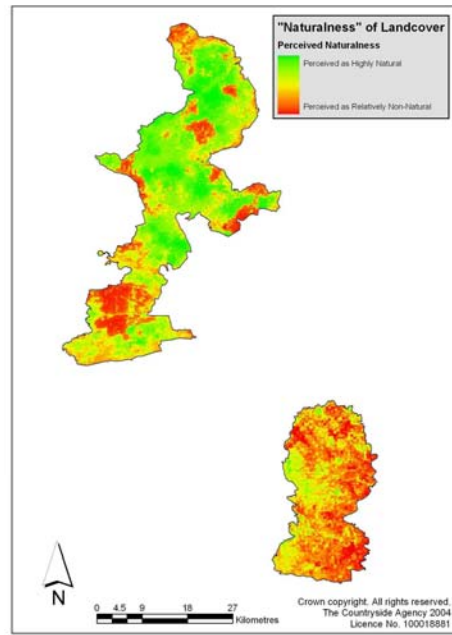 "Naturalness" of Landcover
Perceived Naturalness
Perceived as Highly Natural
Perceived as Relatively Non-Natural
N
0 4.5 9 18 27
Kilometres
Crown copyright. All rights reserved.
The Countryside Agency 2004
Licence No. 100018881